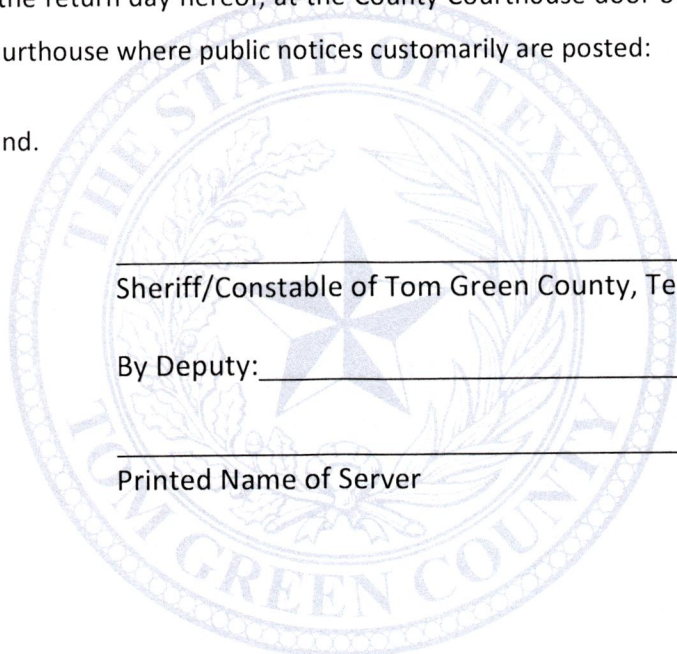 the return day hereof, at the County Courthouse door
urthouse where public notices customarily are posted:
nd.
THE STATE OF TEXAS
Sheriff/Constable of Tom Green County, Te
By Deputy:
Printed Name of Server
TOM GREEN COUNTY